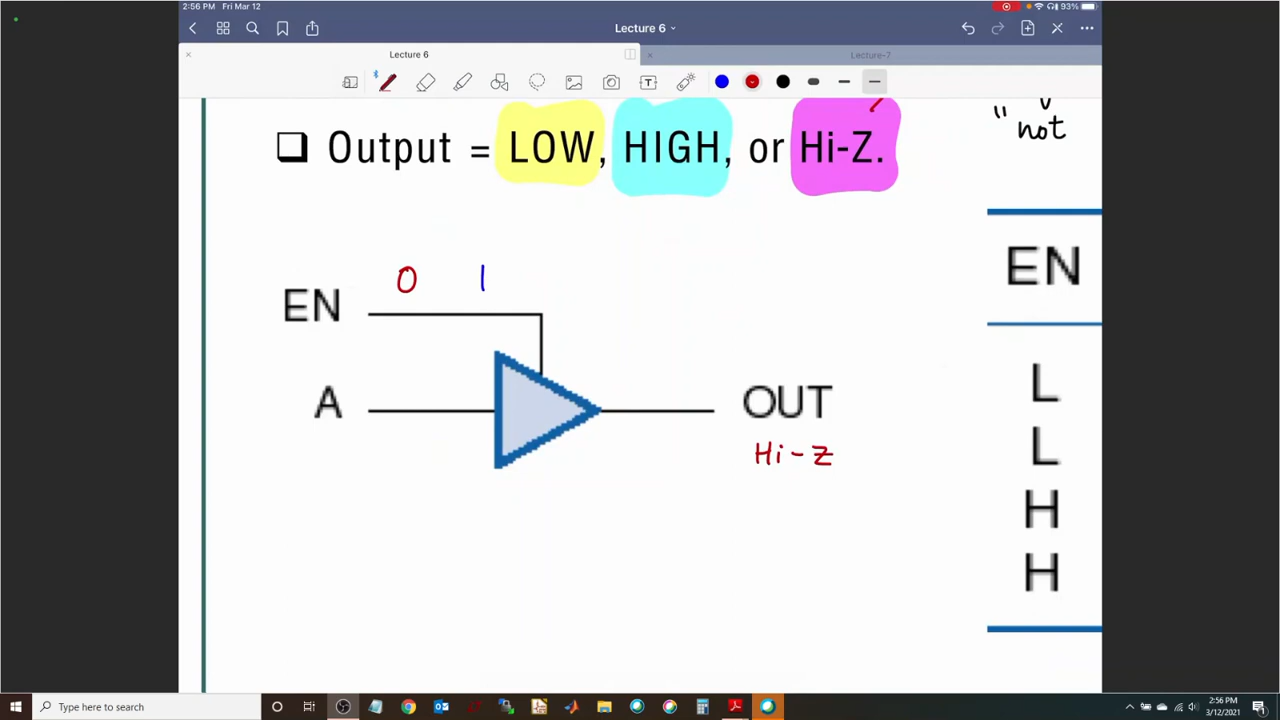 2:56 PM Fri Mar 12
93%
Lecture 6
Lecture 6
Lecture-7
T
Output = LOW, HIGH, or Hi-Z.
" not
EN
0 1
A
OUT
Hi-Z
EN
L
L
H
H
Type here to search
2:56 PM
3/12/2021